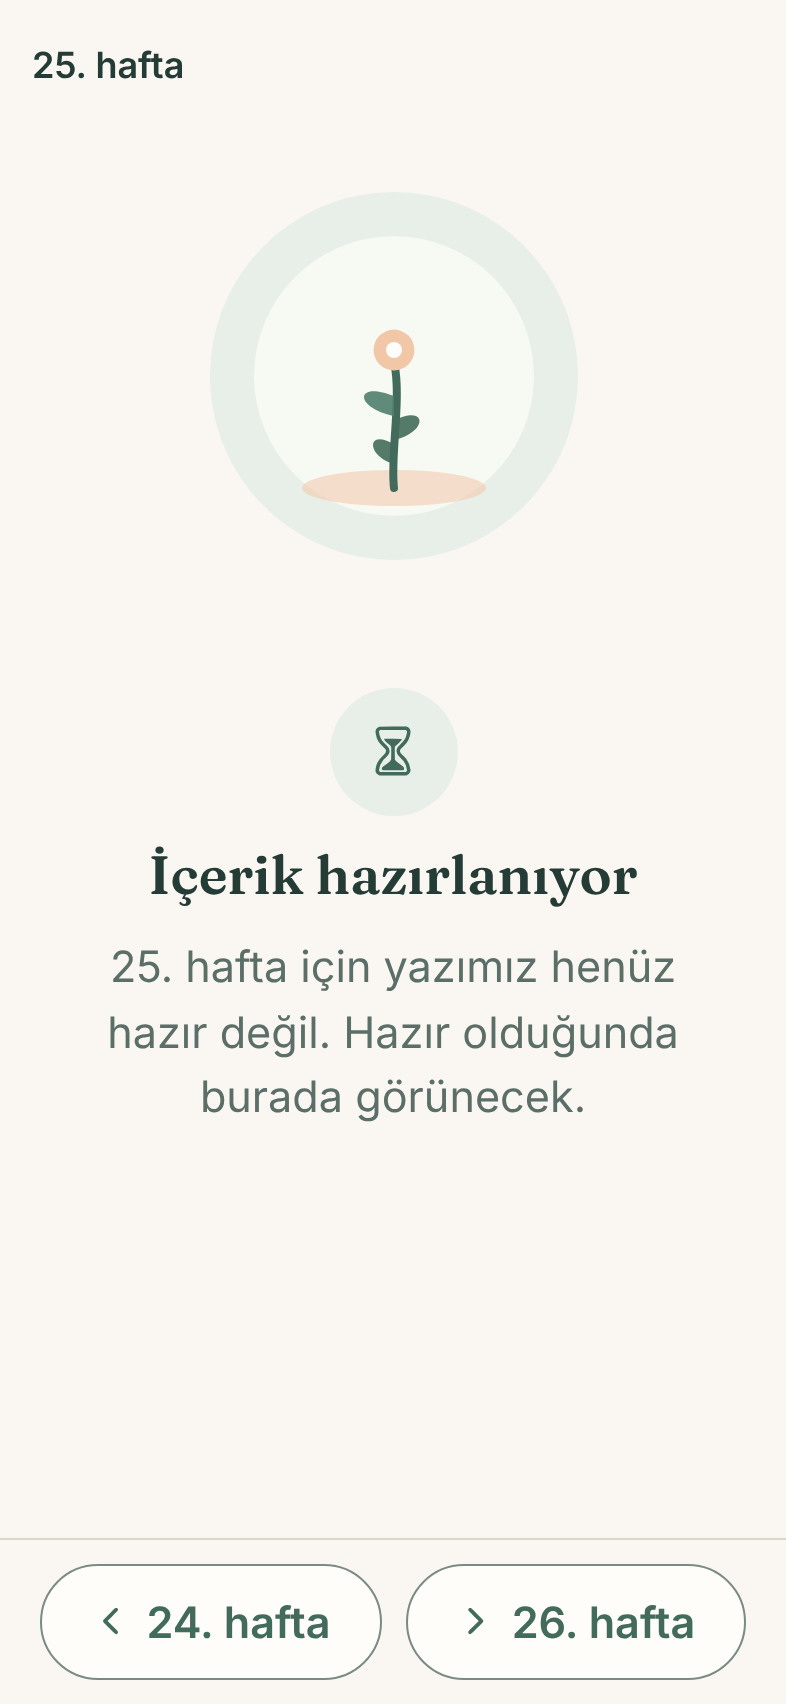 25. hafta
İçerik hazırlanıyor
25. hafta için yazımız henüz
hazır değil. Hazır olduğunda
burada görünecek.
24. hafta
26. hafta